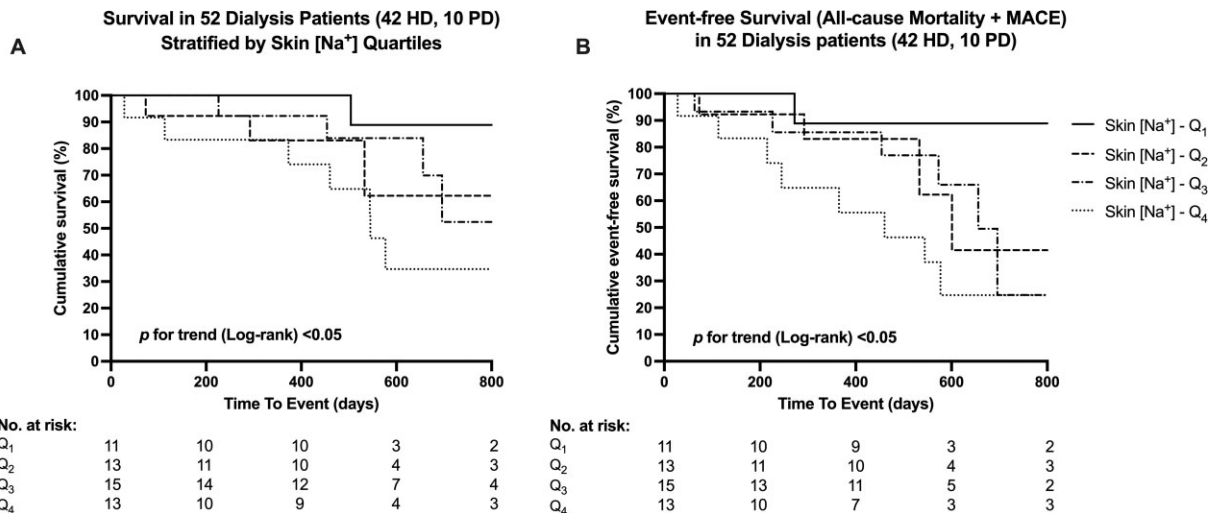 A
Survival in 52 Dialysis Patients (42 HD, 10 PD)
Stratified by Skin [Na⁺] Quartiles
Cumulative survival (%)
100
90
80
70
60
50
40
30
20
10
0
p for trend (Log-rank) <0.05
0 200 400 600 800
Time To Event (days)
No. at risk:
Q₁ 11 10 10 3 2
Q₂ 13 11 10 4 3
Q₃ 15 14 12 7 4
Q₄ 13 10 9 4 3
B
Event-free Survival (All-cause Mortality + MACE)
in 52 Dialysis patients (42 HD, 10 PD)
Cumulative event-free survival (%)
100
90
80
70
60
50
40
30
20
10
0
p for trend (Log-rank) <0.05
0 200 400 600 800
Time To Event (days)
Skin [Na⁺] - Q₁
Skin [Na⁺] - Q₂
Skin [Na⁺] - Q₃
Skin [Na⁺] - Q₄
No. at risk:
Q₁ 11 10 9 3 2
Q₂ 13 11 10 4 3
Q₃ 15 13 11 5 2
Q₄ 13 10 7 3 3